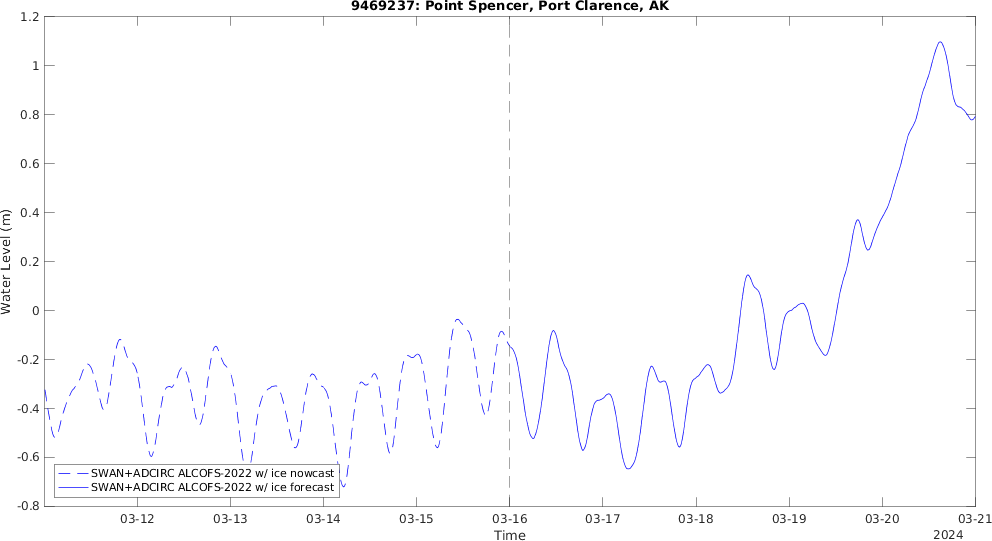 9469237: Point Spencer, Port Clarence, AK
1.2
1
0.8
0.6
0.4
0.2
0
-0.2
-0.4
-0.6
-0.8
Water Level (m)
SWAN+ADCIRC ALCOFS-2022 w/ ice nowcast
SWAN+ADCIRC ALCOFS-2022 w/ ice forecast
03-12 03-13 03-14 03-15 03-16 03-17 03-18 03-19 03-20 03-21
Time
2024